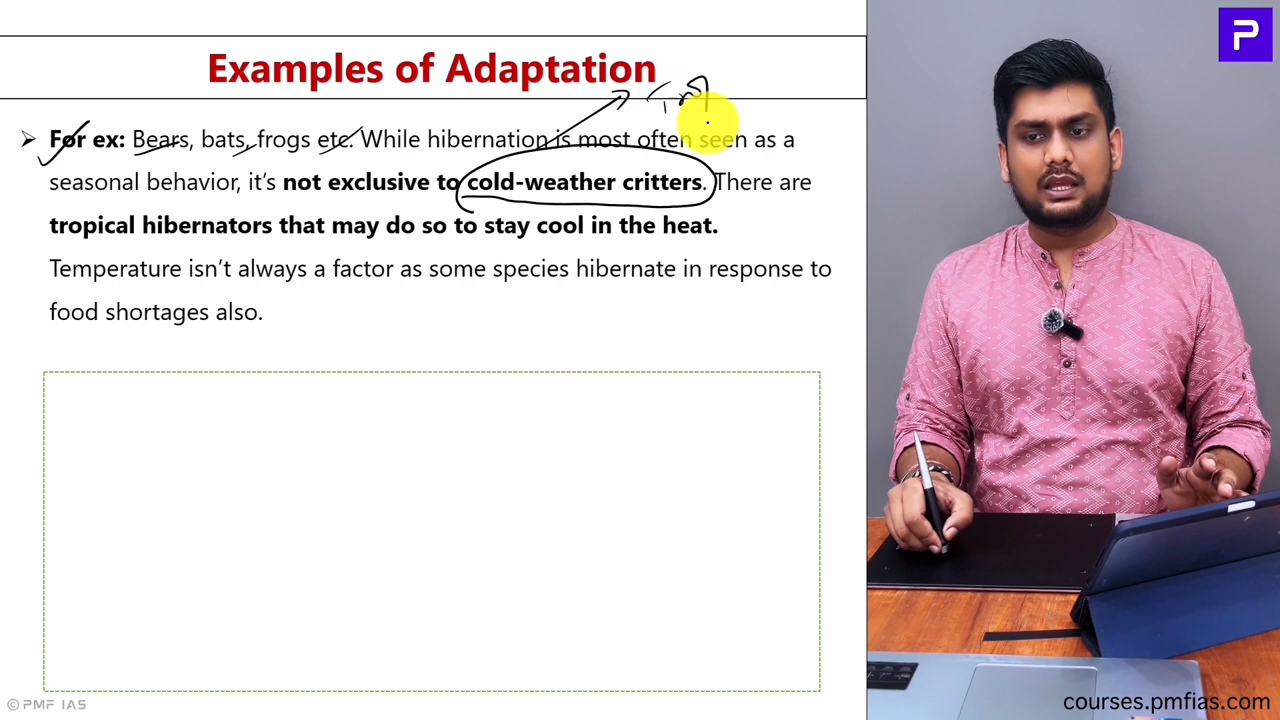 P
Examples of Adaptation
➢ For ex: Bears, bats, frogs etc. While hibernation is most often seen as a
seasonal behavior, it’s not exclusive to cold-weather critters. There are
tropical hibernators that may do so to stay cool in the heat.
Temperature isn’t always a factor as some species hibernate in response to
food shortages also.
© PMF IAS
courses.pmfias.com